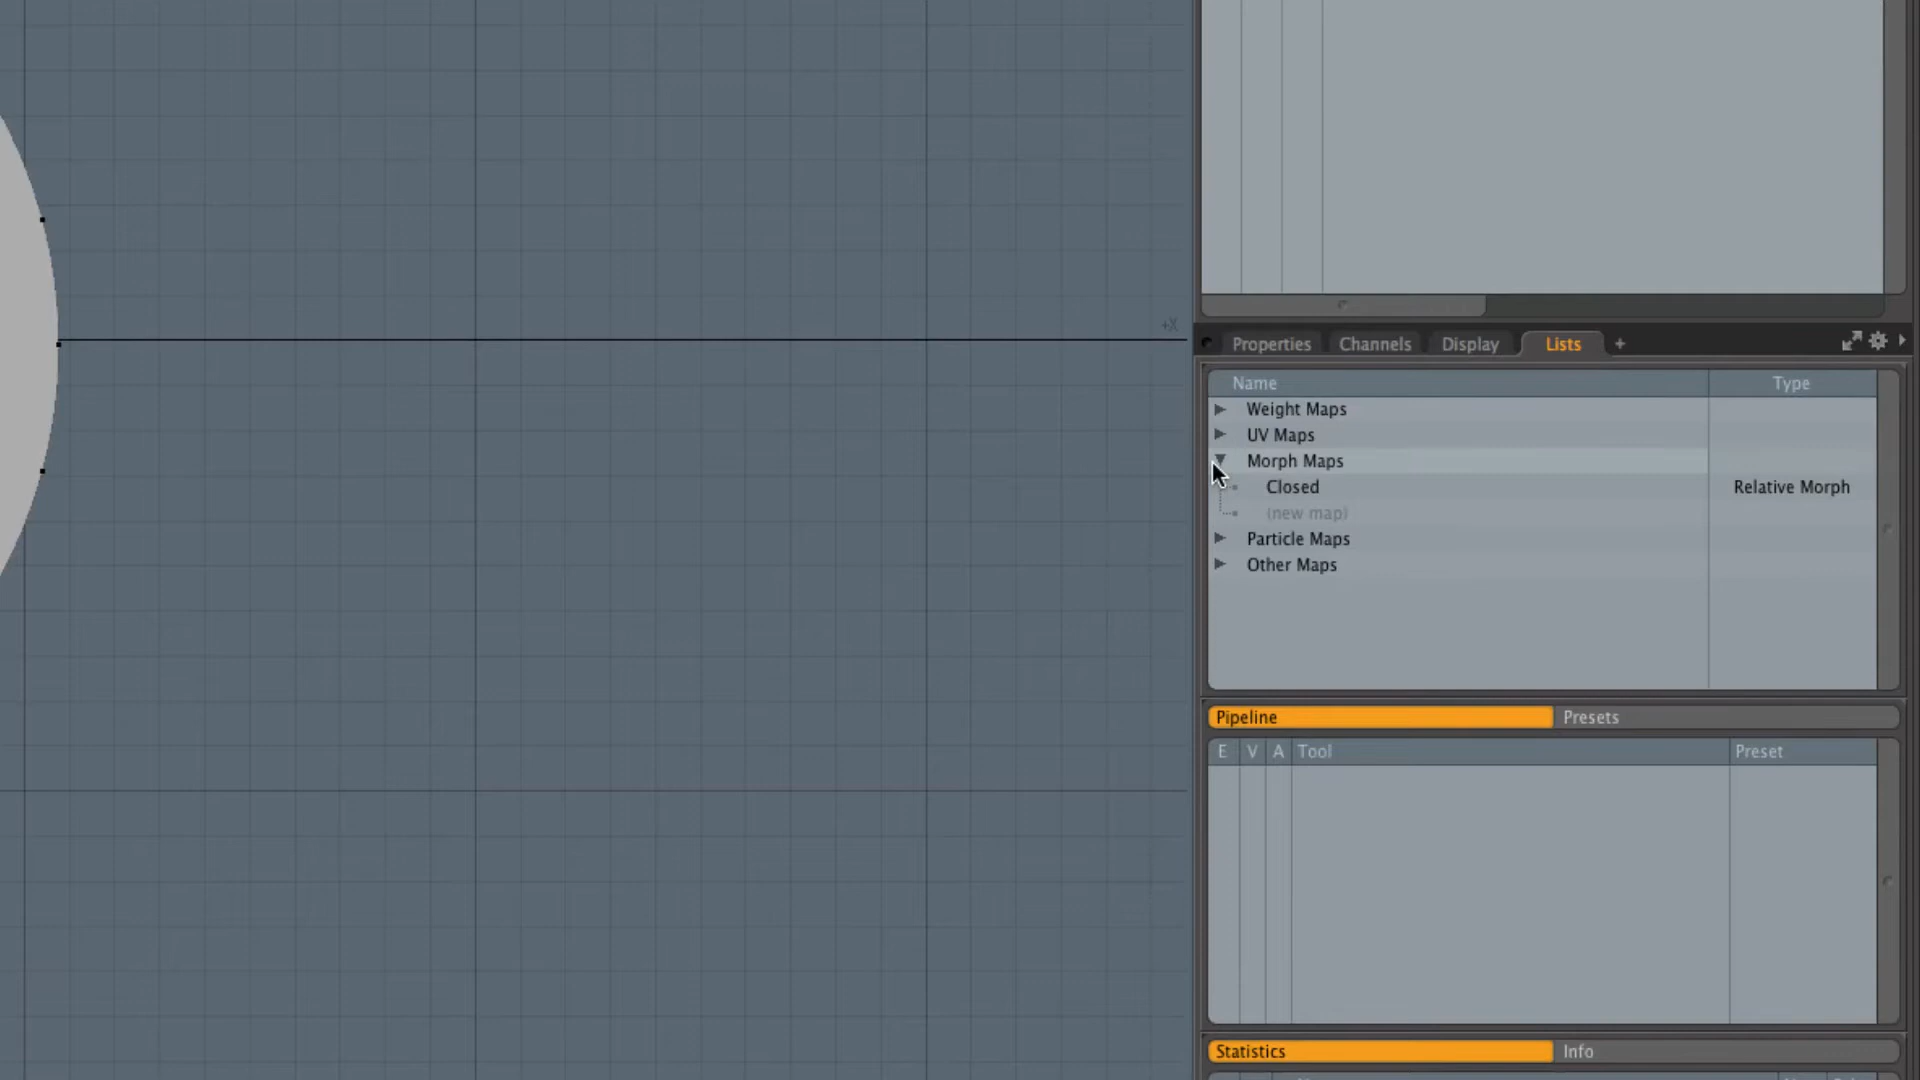 +X
Properties Channels Display Lists +
Name Type
Weight Maps
UV Maps
Morph Maps
Closed Relative Morph
(new map)
Particle Maps
Other Maps
Pipeline Presets
E V A Tool Preset
Statistics Info